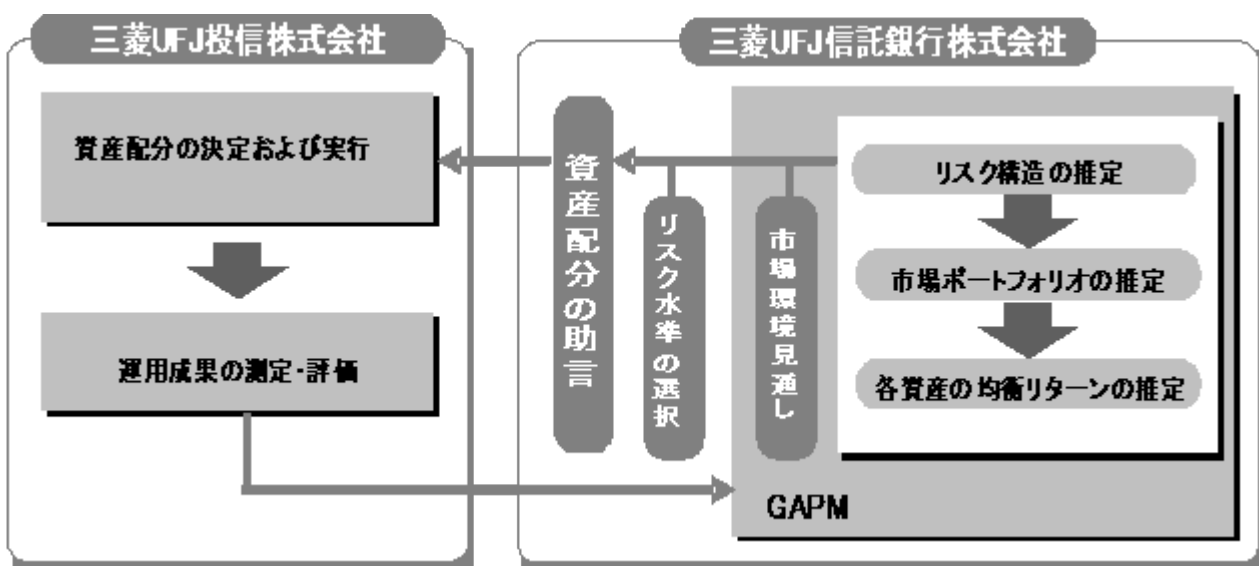 三菱UFJ投信株式会社
資産配分の決定および実行
運用成果の測定・評価
三菱UFJ信託銀行株式会社
資産配分の助言
リスク水準の選択
市場環境見通し
リスク構造の推定
市場ポートフォリオの推定
各資産の均衡リターンの推定
GAPM